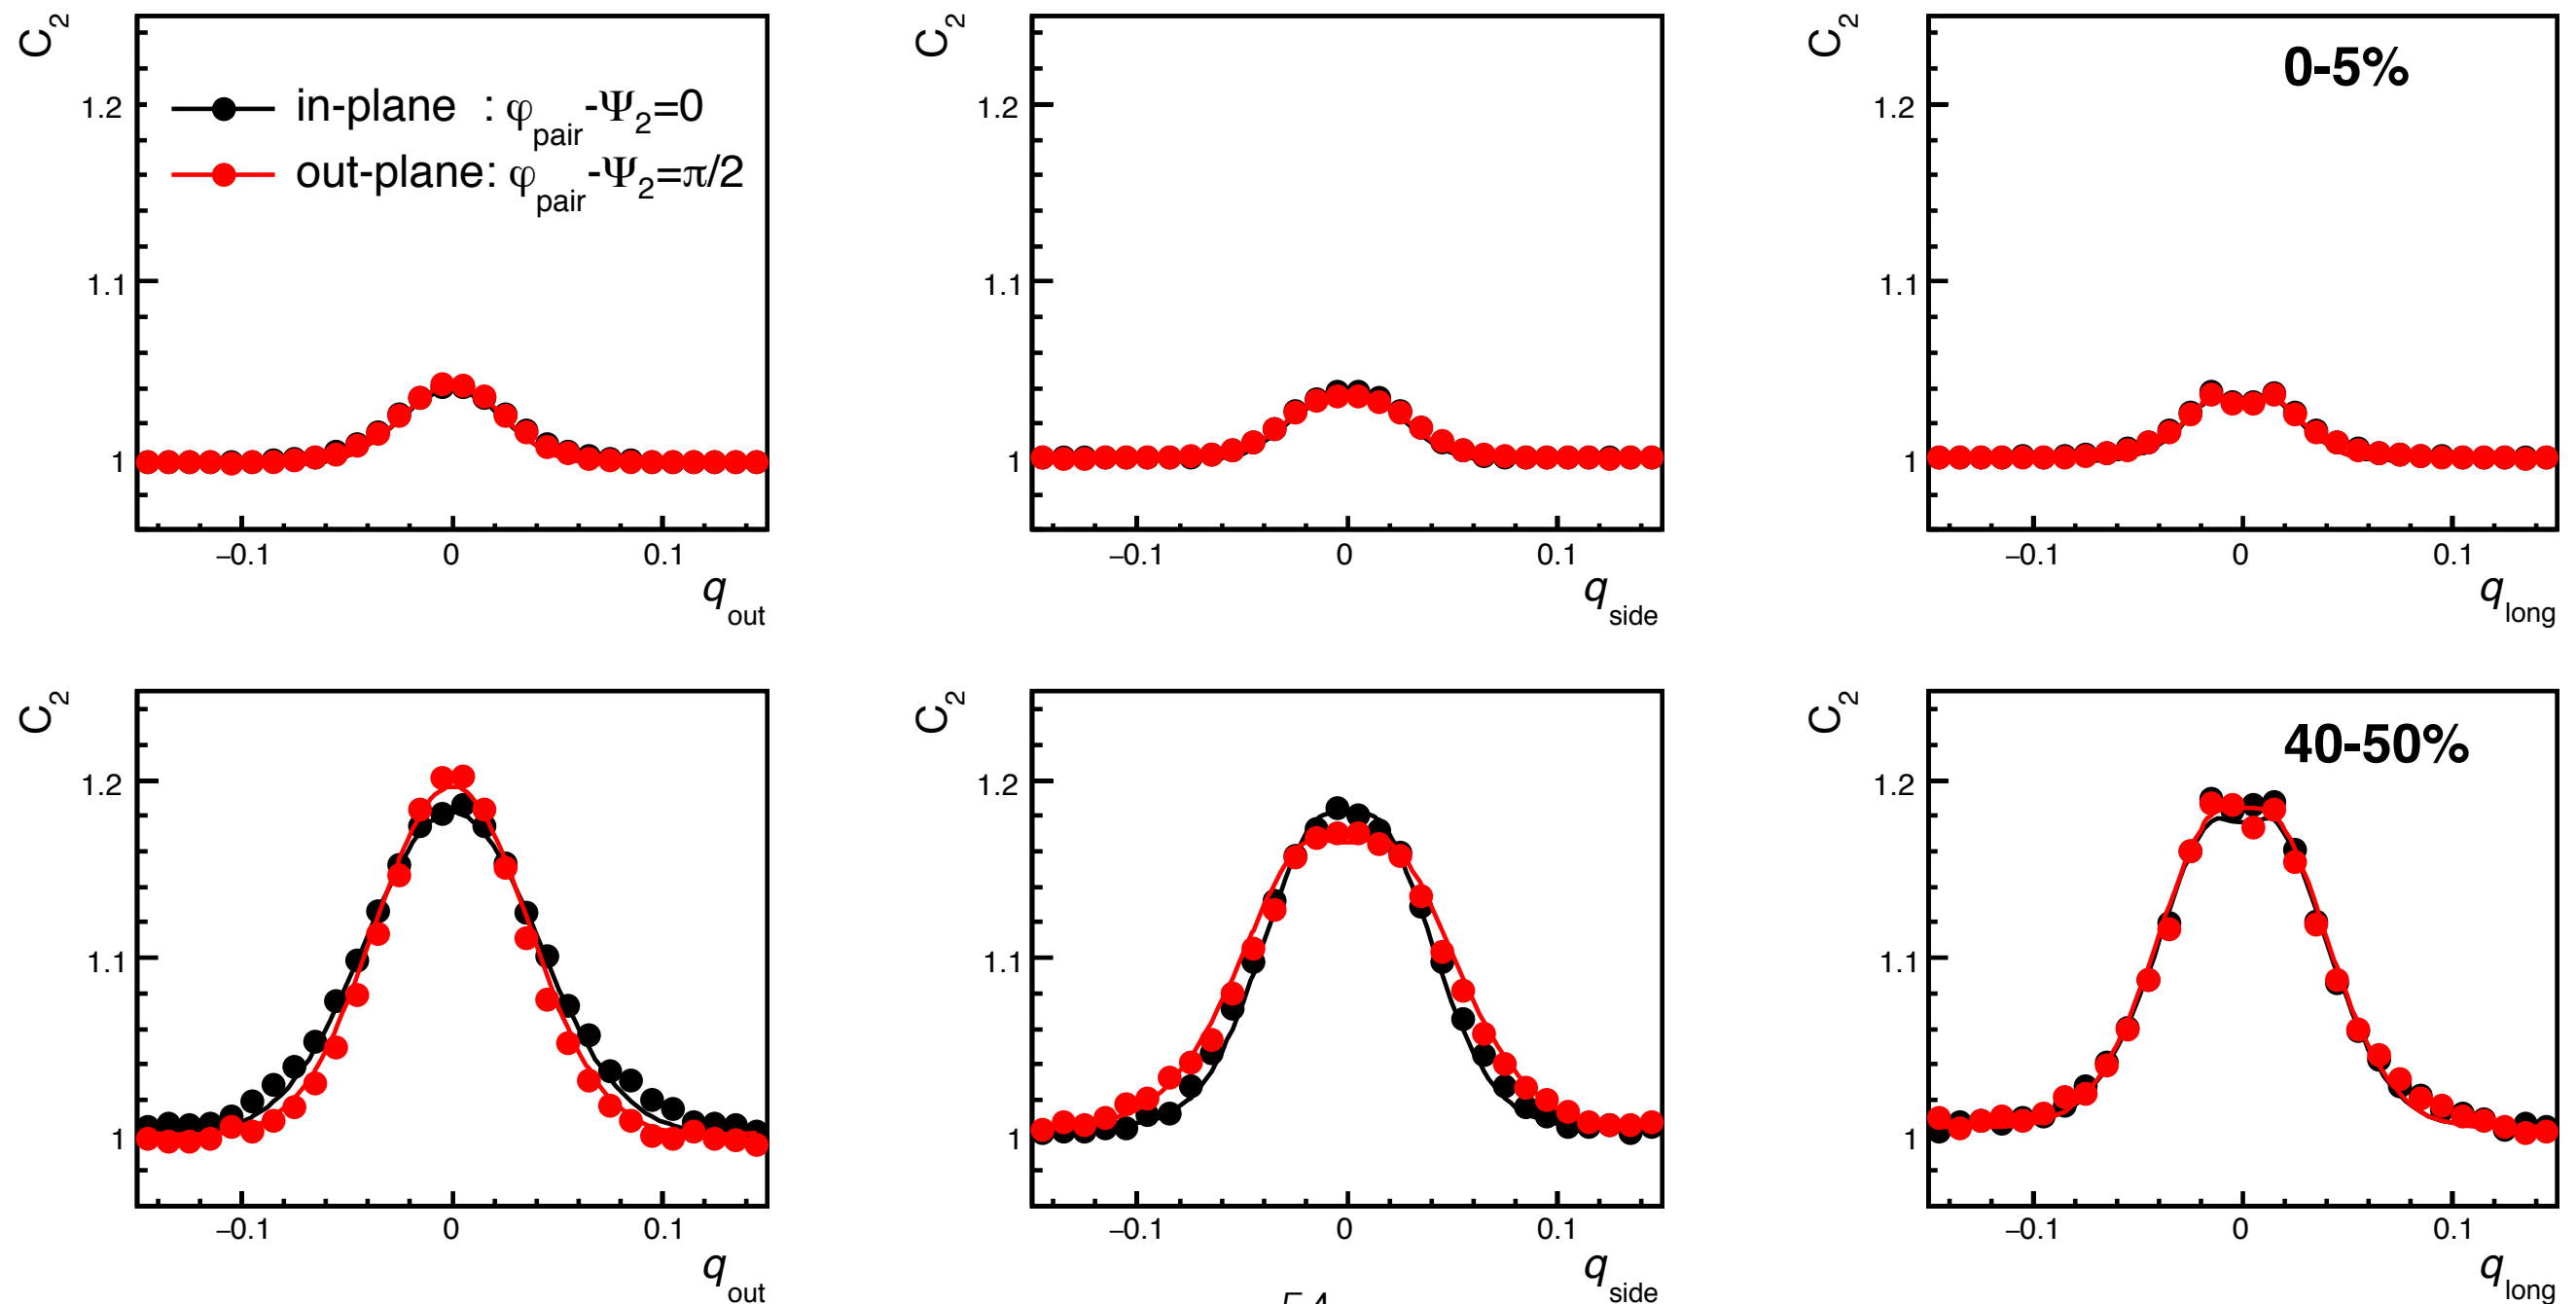 C2 C2 C2
0-5%
1.2 1.2 1.2
in-plane : φpair-Ψ2=0
out-plane: φpair-Ψ2=π/2
1.1 1.1 1.1
1 1 1
−0.1 0 0.1 −0.1 0 0.1 −0.1 0 0.1
qout qside qlong
C2 C2 C2
40-50%
1.2 1.2 1.2
1.1 1.1 1.1
1 1 1
−0.1 0 0.1 −0.1 0 0.1 −0.1 0 0.1
qout qside qlong